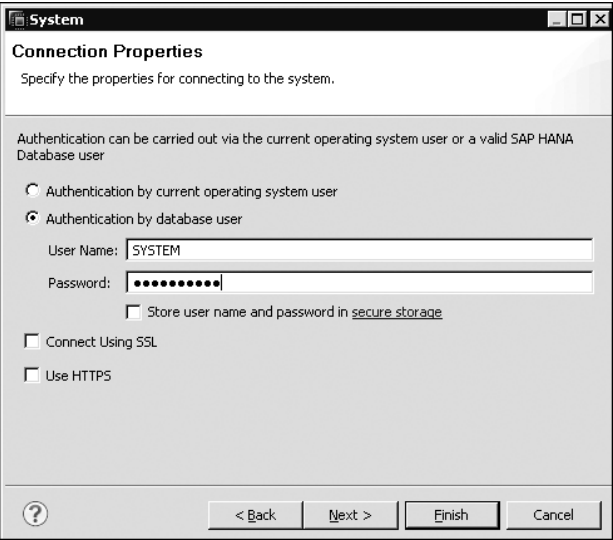 System
Connection Properties
Specify the properties for connecting to the system.
Authentication can be carried out via the current operating system user or a valid SAP HANA
Database user
Authentication by current operating system user
Authentication by database user
User Name: SYSTEM
Password: ●●●●●●●●●●
Store user name and password in secure storage
Connect Using SSL
Use HTTPS
? < Back Next > Finish Cancel